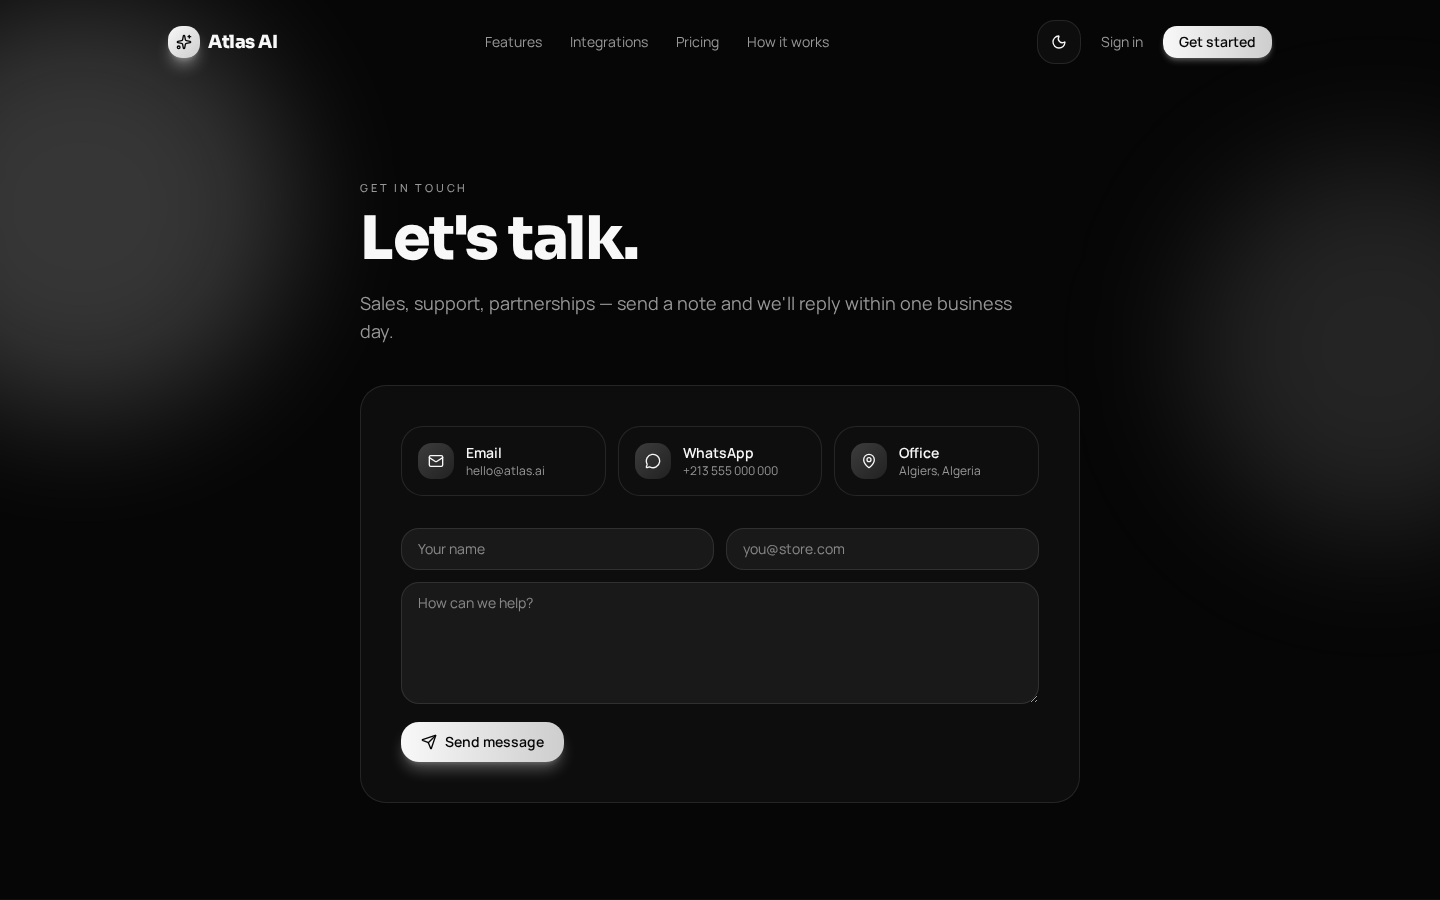 Atlas AI
Features
Integrations
Pricing
How it works
Sign in
Get started
GET IN TOUCH
Let's talk.
Sales, support, partnerships — send a note and we'll reply within one business
day.
Email
hello@atlas.ai
WhatsApp
+213 555 000 000
Office
Algiers, Algeria
Your name
you@store.com
How can we help?
Send message